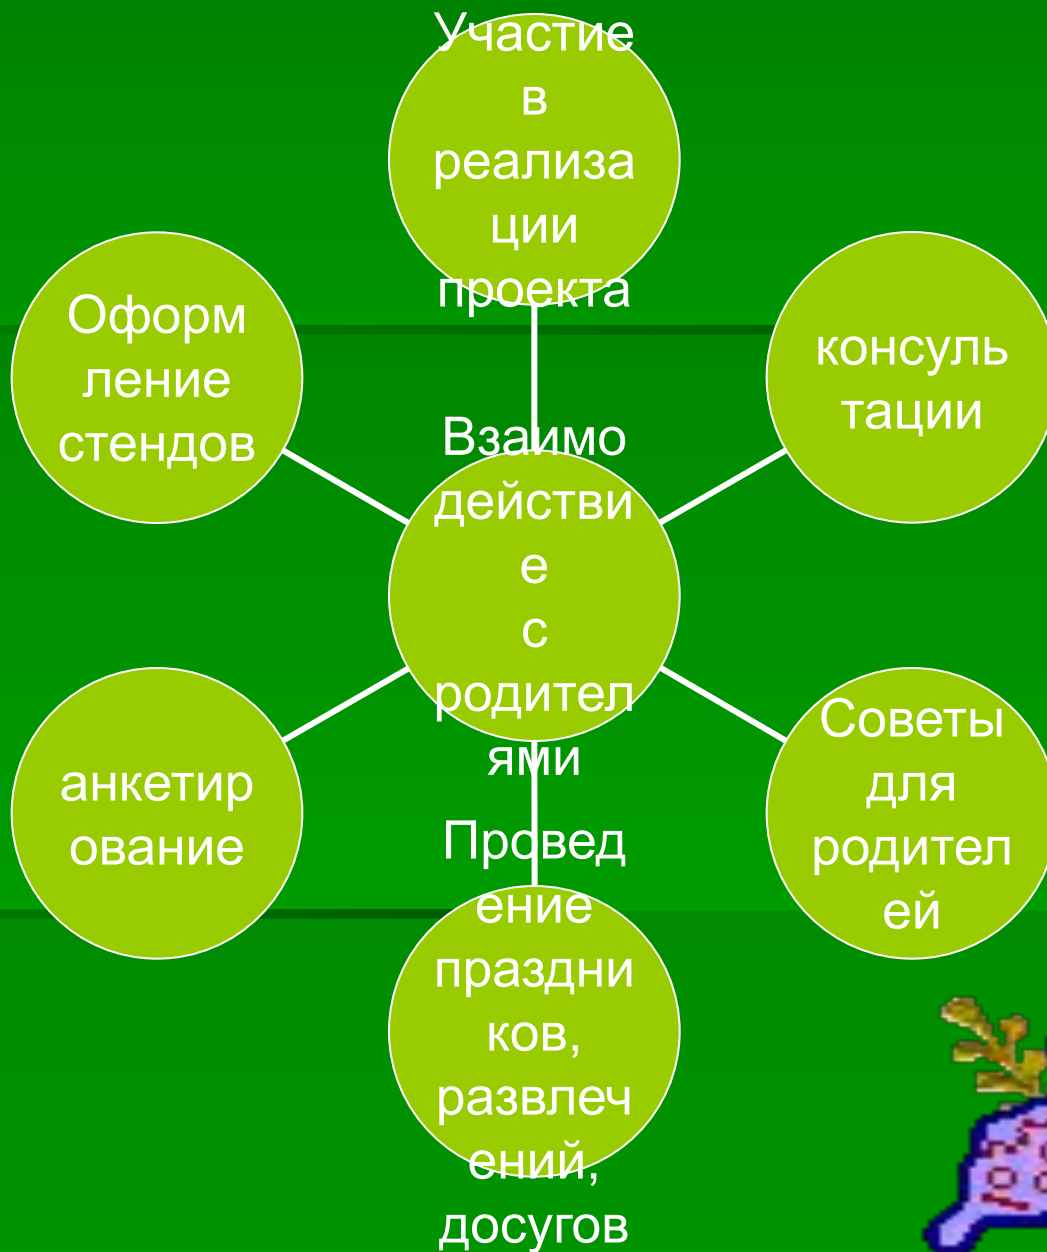 Участие
в
реализа
ции
проекта
Оформ
ление
стендов
консуль
тации
Взаимо
действи
е
с
родител
ями
анкетир
ование
Советы
для
родител
ей
Провед
ение
праздни
ков,
развлеч
ений,
досугов